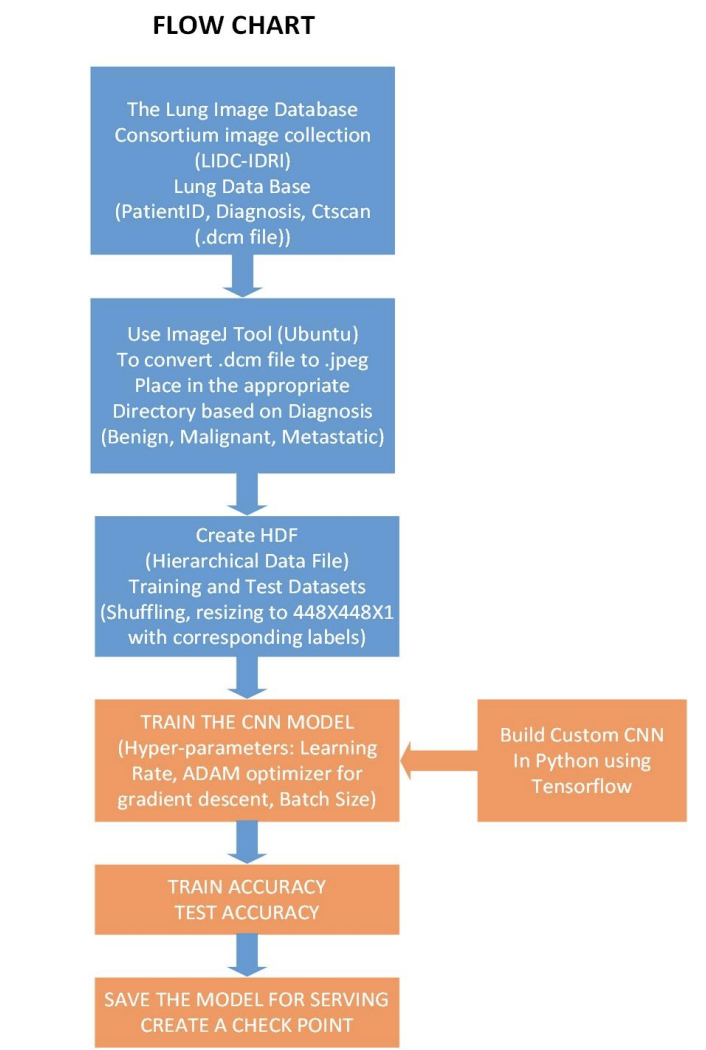 FLOW CHART
The Lung Image Database
Consortium image collection
(LIDC-IDRI)
Lung Data Base
(PatientID, Diagnosis, Ctscan
(.dcm file))
Use ImageJ Tool (Ubuntu)
To convert .dcm file to .jpeg
Place in the appropriate
Directory based on Diagnosis
(Benign, Malignant, Metastatic)
Create HDF
(Hierarchical Data File)
Training and Test Datasets
(Shuffling, resizing to 448X448X1
with corresponding labels)
TRAIN THE CNN MODEL
(Hyper-parameters: Learning
Rate, ADAM optimizer for
gradient descent, Batch Size)
Build Custom CNN
In Python using
Tensorflow
TRAIN ACCURACY
TEST ACCURACY
SAVE THE MODEL FOR SERVING
CREATE A CHECK POINT